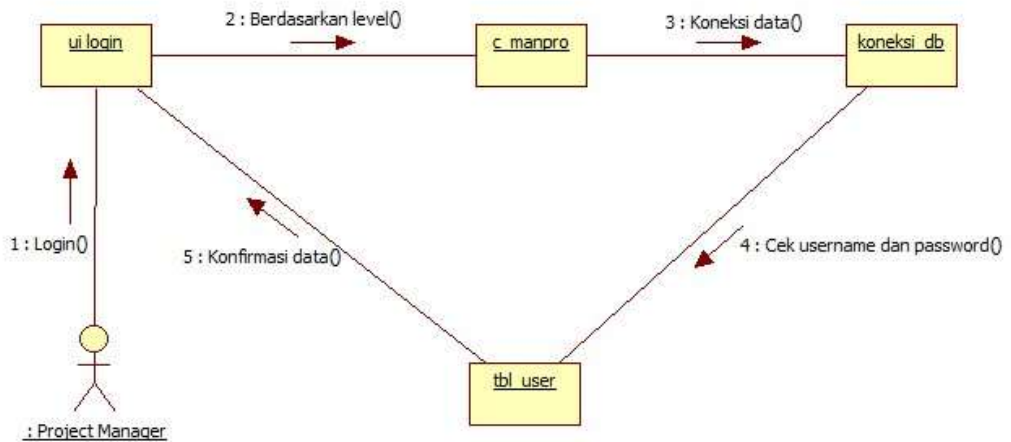 2 : Berdasarkan level()
3 : Koneksi data()
ui login
c_manpro
koneksi_db
1 : Login()
5 : Konfirmasi data()
4 : Cek username dan password()
tbl_user
: Project Manager